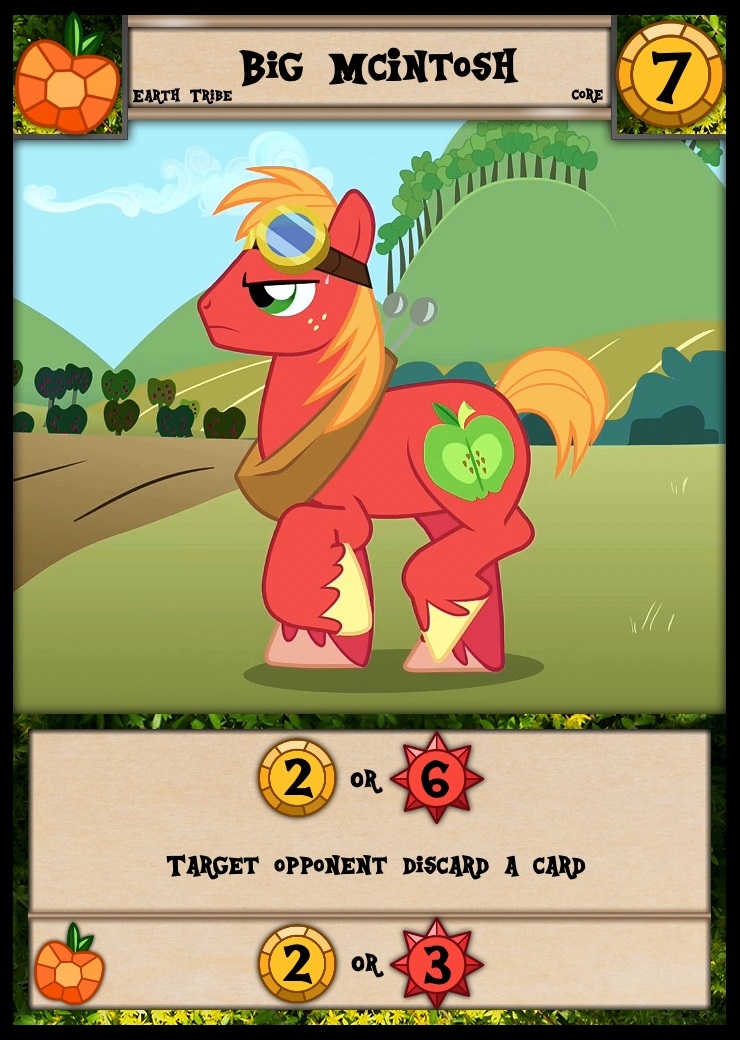 Big McIntosh
7
Earth Tribe
Core
2 or 6
Target opponent discard a card
2 or 3